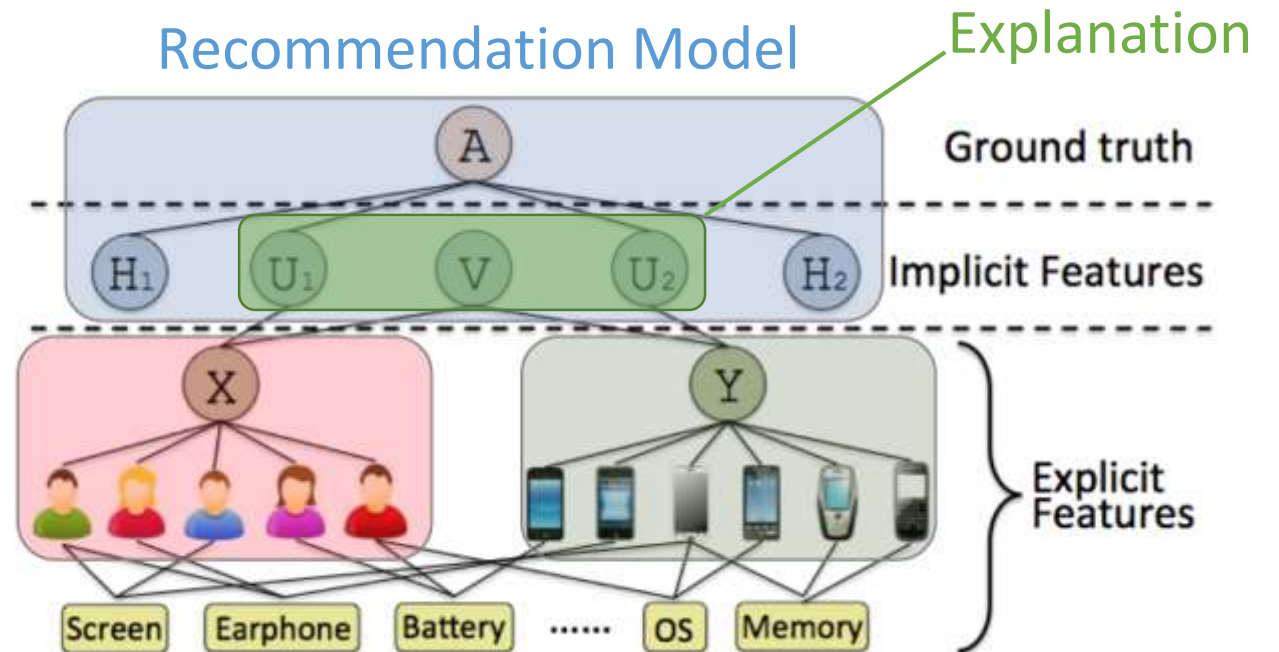 Recommendation Model
Explanation
A
Ground truth
H1
U1
V
U2
H2
Implicit Features
X
Y
Explicit
Features
Screen
Earphone
Battery
......
OS
Memory